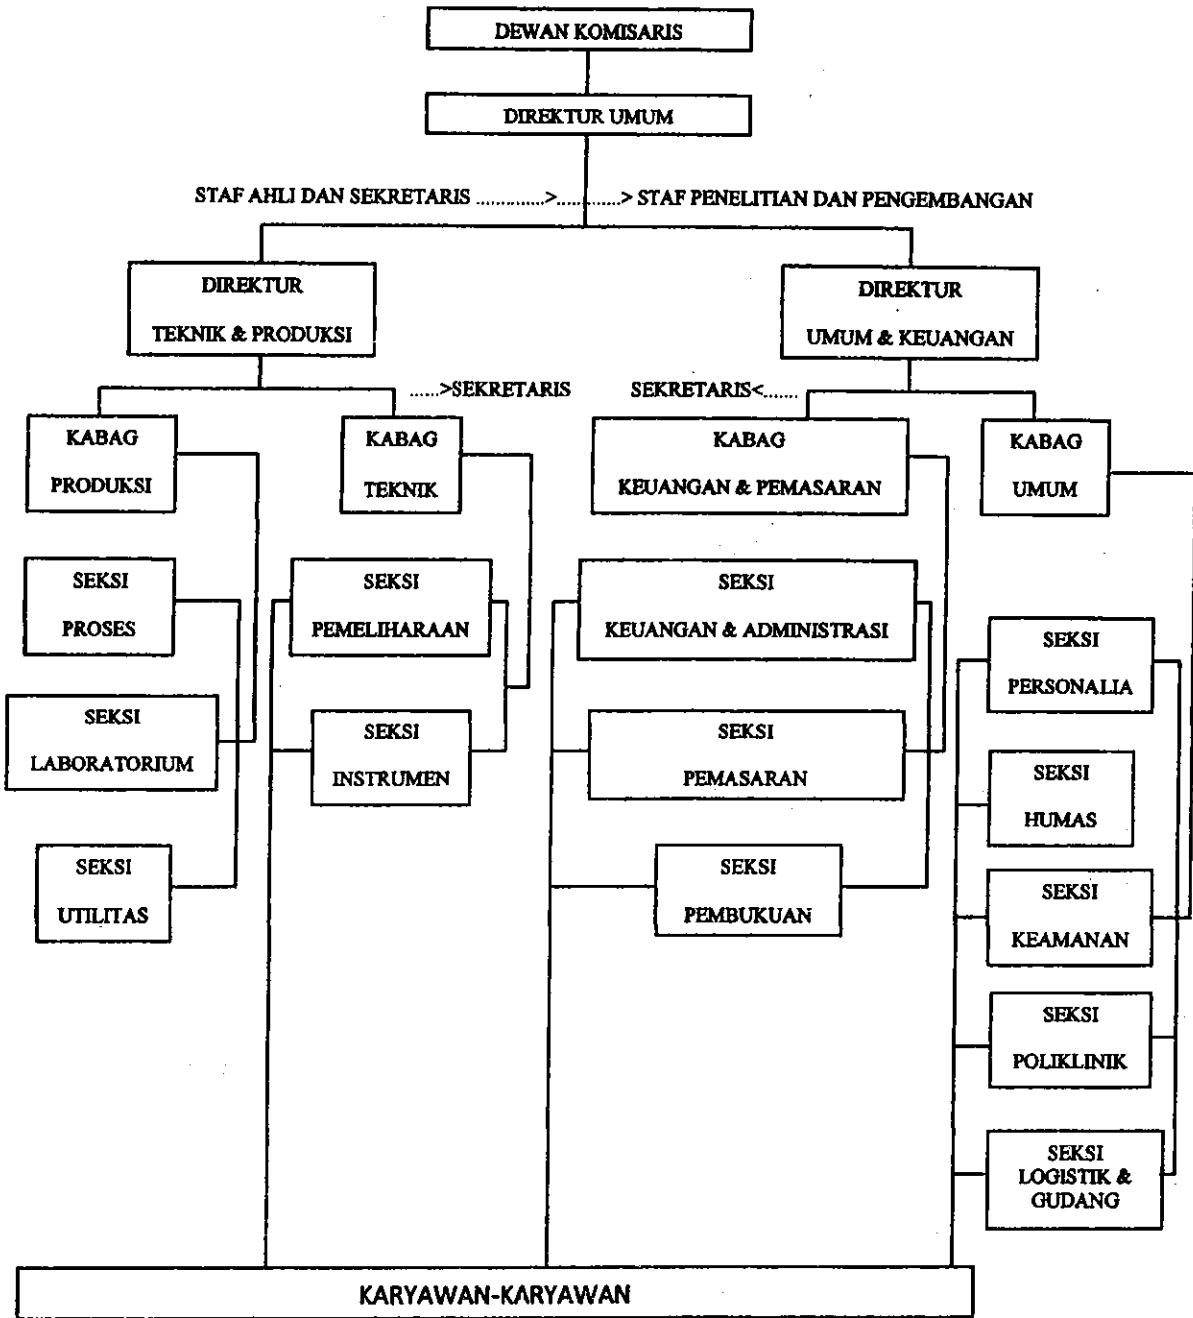 DEWAN KOMISARIS
DIREKTUR UMUM
STAF AHLI DAN SEKRETARIS ..............>.............> STAF PENELITIAN DAN PENGEMBANGAN
DIREKTUR
TEKNIK & PRODUKSI
DIREKTUR
UMUM & KEUANGAN
......>SEKRETARIS
SEKRETARIS<.......
KABAG
PRODUKSI
KABAG
TEKNIK
KABAG
KEUANGAN & PEMASARAN
KABAG
UMUM
SEKSI
PROSES
SEKSI
PEMELIHARAAN
SEKSI
KEUANGAN & ADMINISTRASI
SEKSI
PERSONALIA
SEKSI
LABORATORIUM
SEKSI
INSTRUMEN
SEKSI
PEMASARAN
SEKSI
HUMAS
SEKSI
UTILITAS
SEKSI
PEMBUKUAN
SEKSI
KEAMANAN
SEKSI
POLIKLINIK
SEKSI
LOGISTIK &
GUDANG
KARYAWAN-KARYAWAN